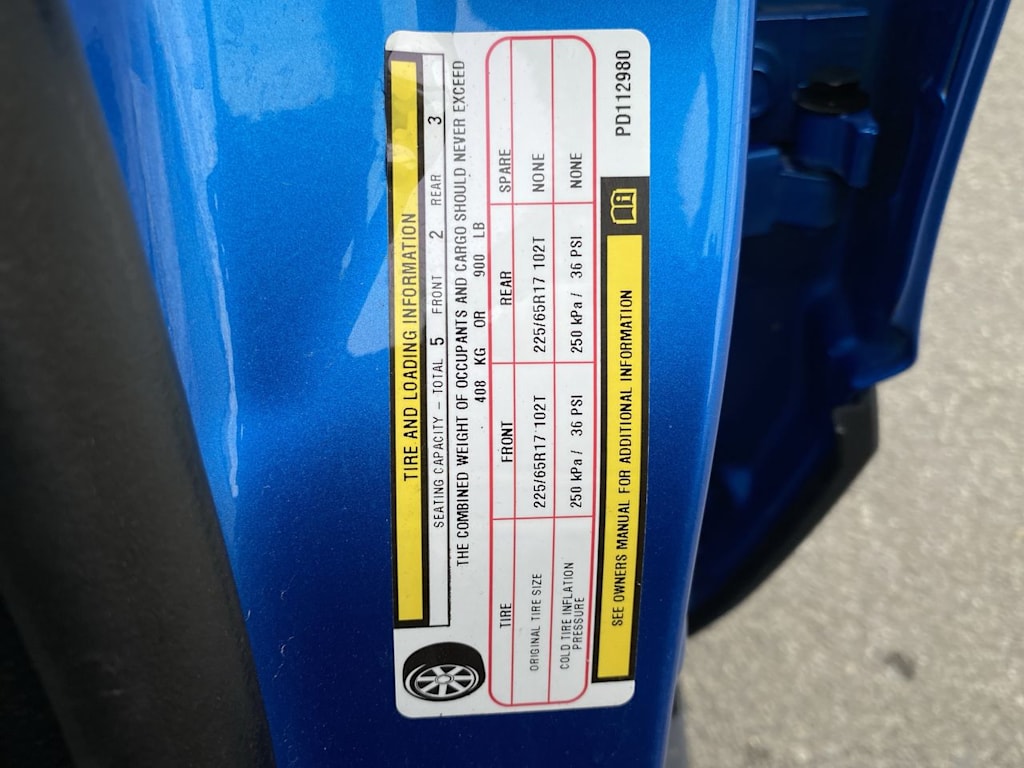 TIRE AND LOADING INFORMATION
SEATING CAPACITY – TOTAL 5 FRONT 2 REAR 3
THE COMBINED WEIGHT OF OCCUPANTS AND CARGO SHOULD NEVER EXCEED
408 KG OR 900 LB
TIRE FRONT REAR SPARE
ORIGINAL TIRE SIZE 225/65R17 102T 225/65R17 102T NONE
COLD TIRE INFLATION
PRESSURE 250 kPa / 36 PSI 250 kPa / 36 PSI NONE
SEE OWNERS MANUAL FOR ADDITIONAL INFORMATION
PD112980